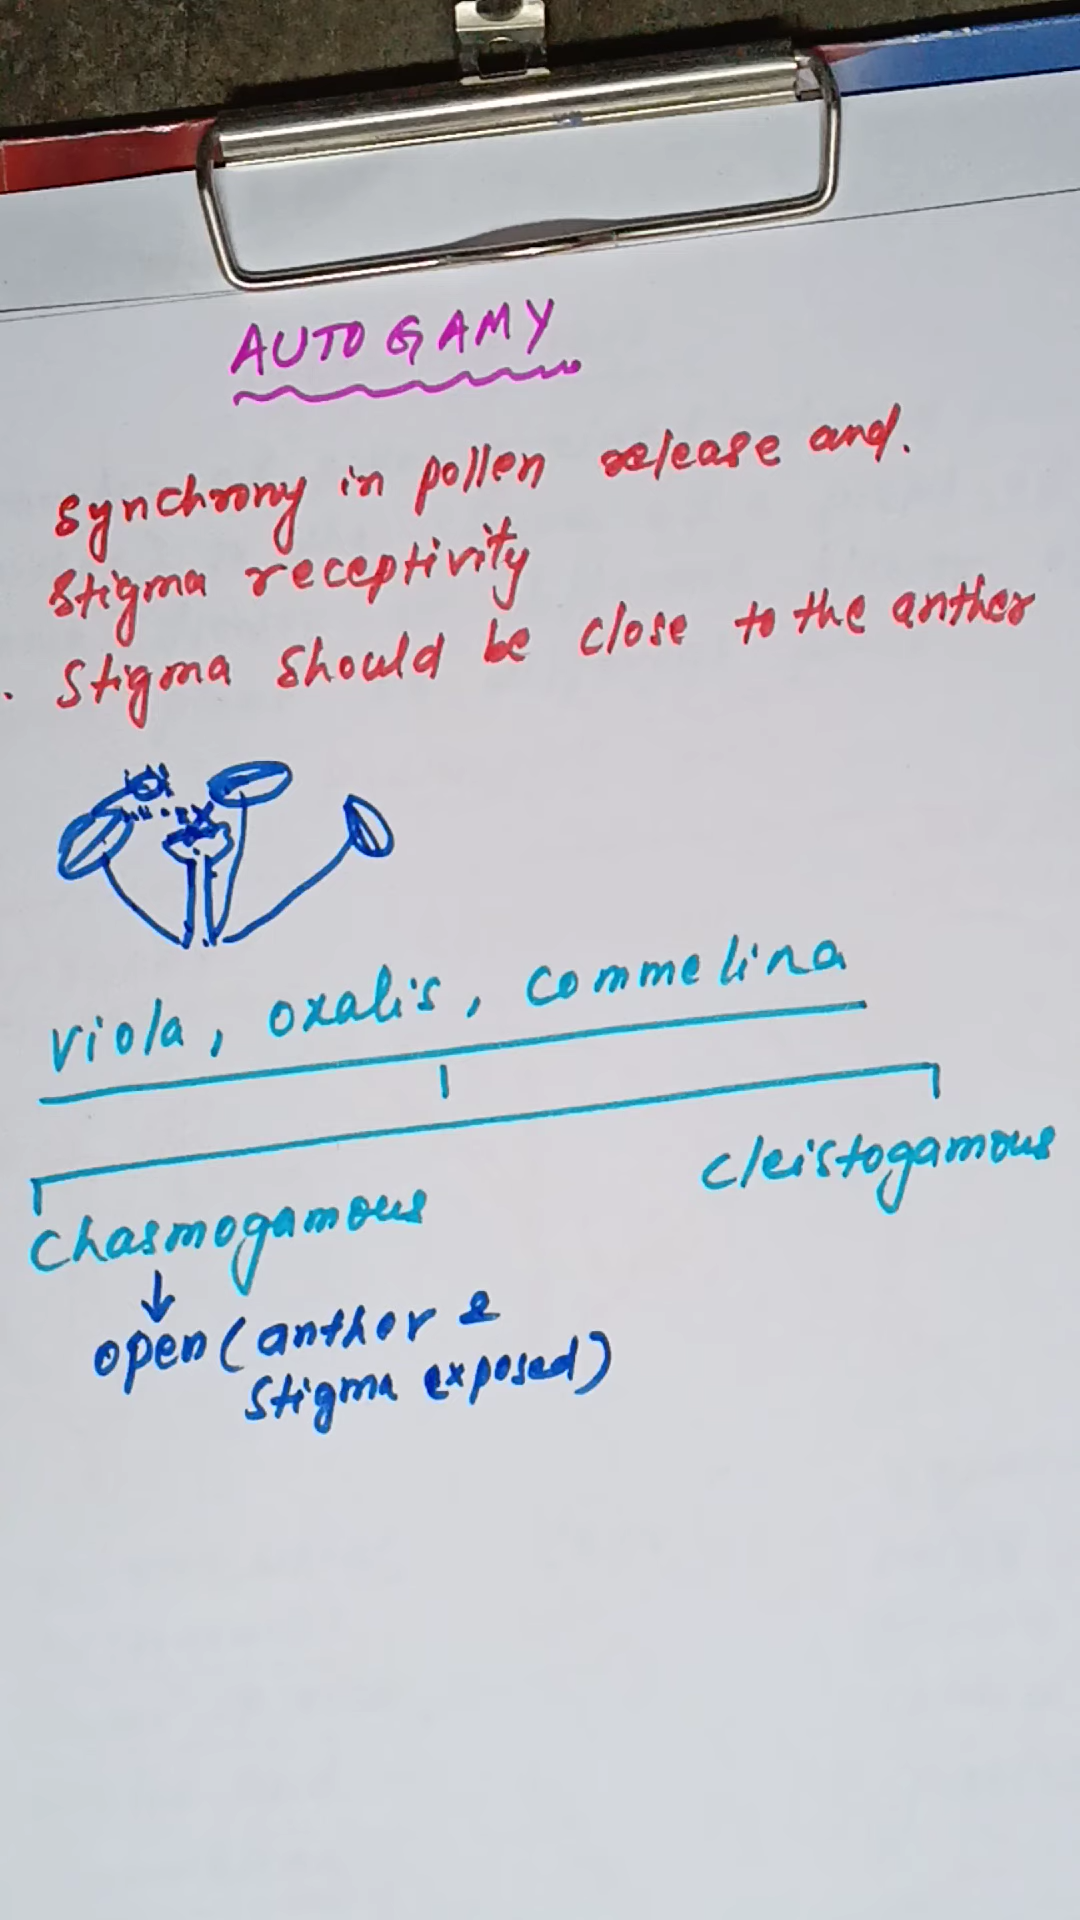 AUTOGAMY
Synchrony in pollen release and.
Stigma receptivity
. Stigma should be close to the anther
viola, oxalis, commelina
chasmogamous
cleistogamous
open (anther &
stigma exposed)